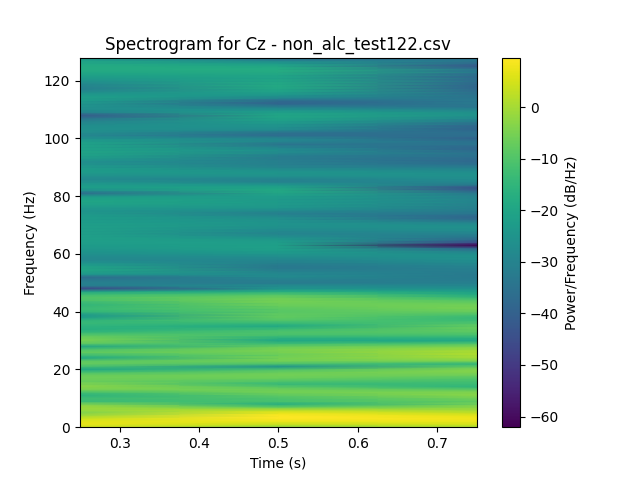 Spectrogram for Cz - non_alc_test122.csv
Frequency (Hz)
120
100
80
60
40
20
0
0.3 0.4 0.5 0.6 0.7
Time (s)
0
−10
−20
−30
−40
−50
−60
Power/Frequency (dB/Hz)